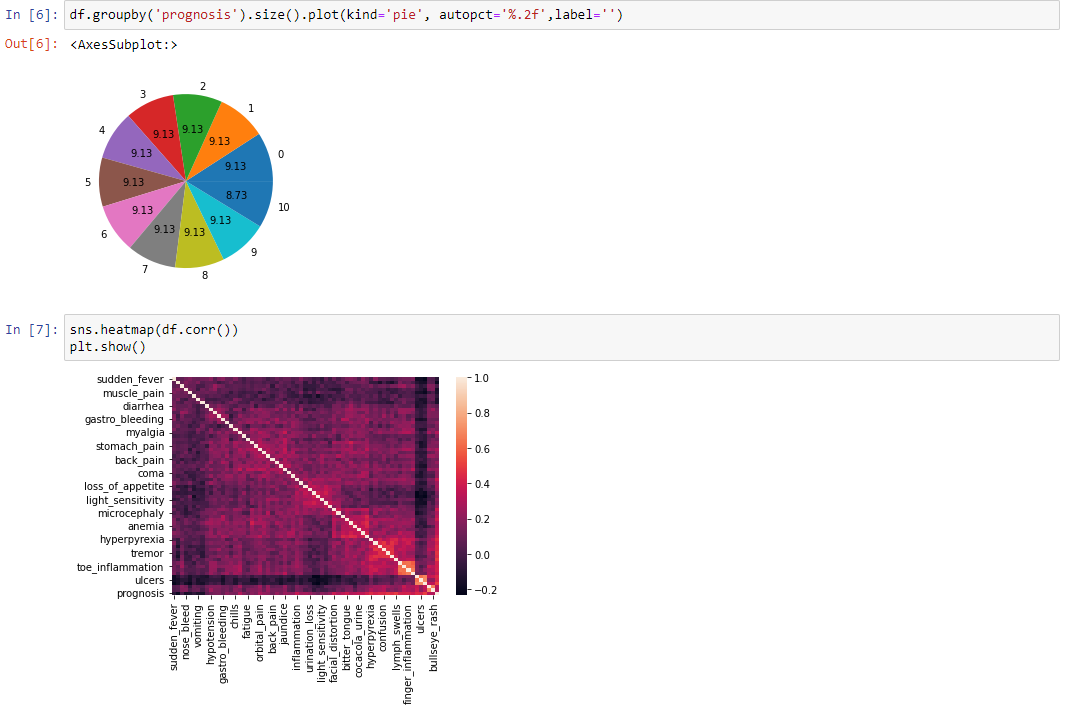 In [6]: df.groupby('prognosis').size().plot(kind='pie', autopct='%.2f',label='')
Out[6]: <AxesSubplot:>
2
3
1
9.13
9.13
9.13
4
9.13
9.13
0
9.13
5
9.13
8.73
9.13
10
6
9.13
9.13
9.13
9
7
8
In [7]: sns.heatmap(df.corr())
plt.show()
sudden_fever
muscle_pain
diarrhea
gastro_bleeding
myalgia
stomach_pain
back_pain
coma
loss_of_appetite
light_sensitivity
microcephaly
anemia
hyperpyrexia
tremor
toe_inflammation
ulcers
prognosis
1.0
0.8
0.6
0.4
0.2
0.0
−0.2
sudden_fever
nose_bleed
vomiting
hypotension
gastro_bleeding
chills
fatigue
orbital_pain
back_pain
jaundice
inflammation
urination_loss
light_sensitivity
facial_distortion
bitter_tongue
cocacola_urine
hyperpyrexia
confusion
lymph_swells
finger_inflammation
ulcers
bullseye_rash